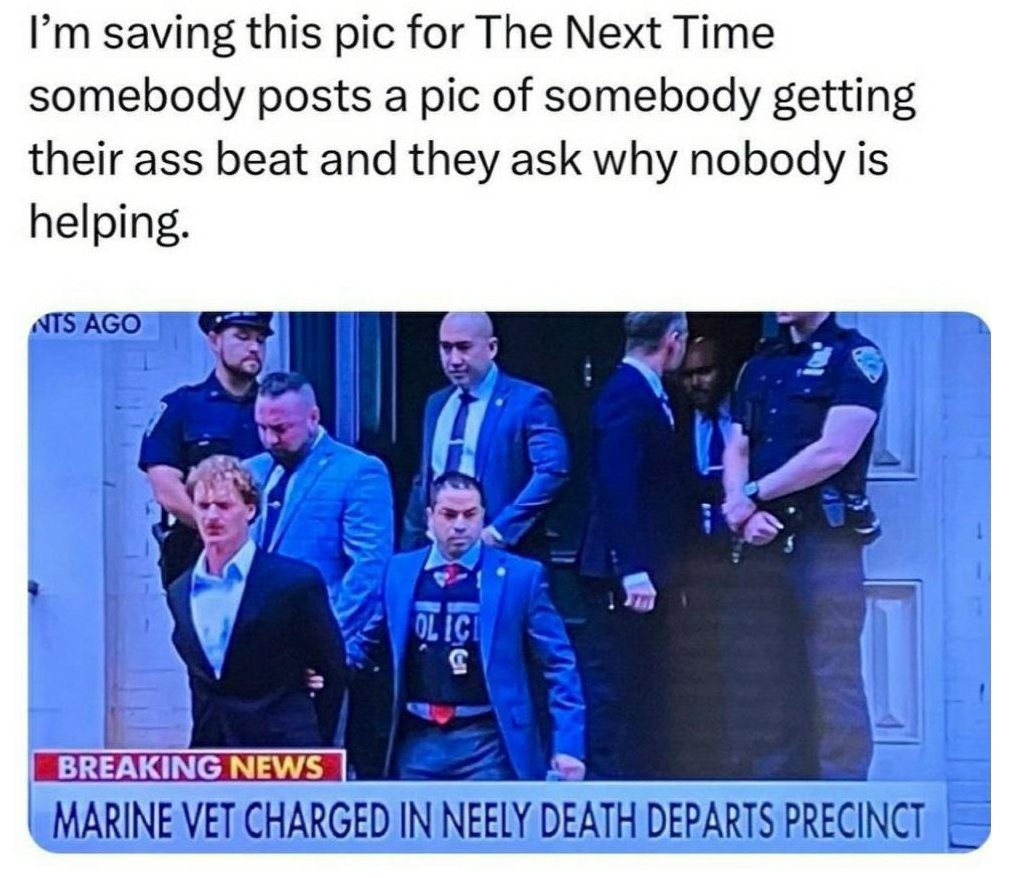 I'm saving this pic for The Next Time
somebody posts a pic of somebody getting
their ass beat and they ask why nobody is
helping.
NTS AGO
OLICE
BREAKING NEWS
MARINE VET CHARGED IN NEELY DEATH DEPARTS PRECINCT